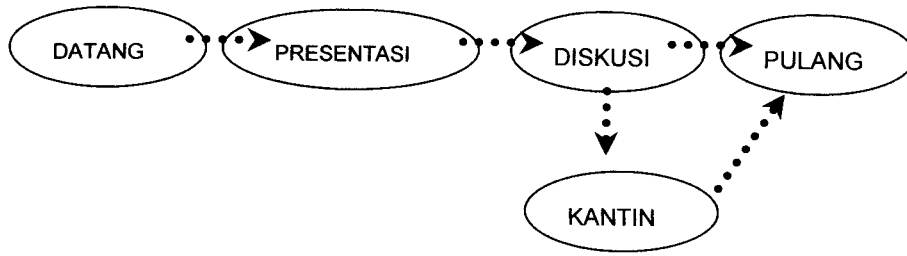 DATANG
PRESENTASI
DISKUSI
PULANG
KANTIN